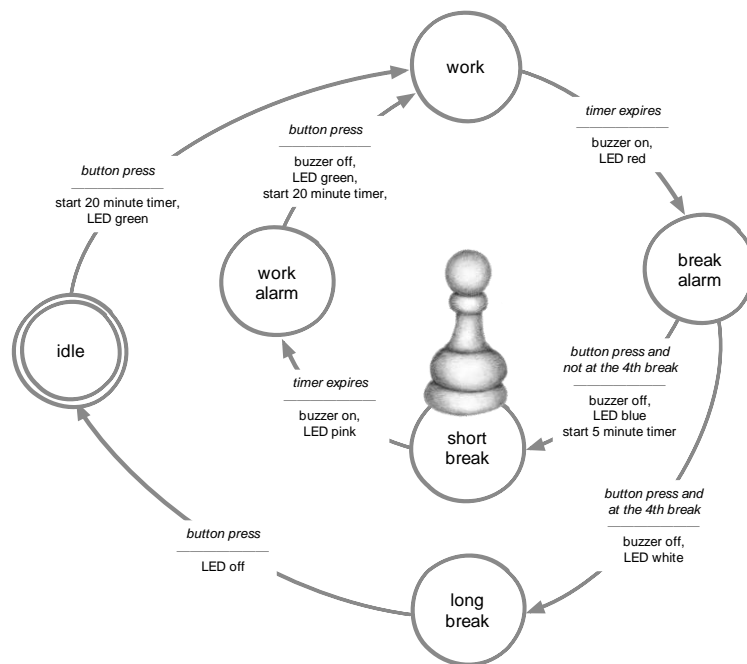 work
timer expires
buzzer on,
LED red
button press
buzzer off,
LED green,
start 20 minute timer,
button press
start 20 minute timer,
LED green
break
alarm
work
alarm
idle
button press and
not at the 4th break
buzzer off,
LED blue
start 5 minute timer
timer expires
buzzer on,
LED pink
short
break
button press and
at the 4th break
buzzer off,
LED white
button press
LED off
long
break